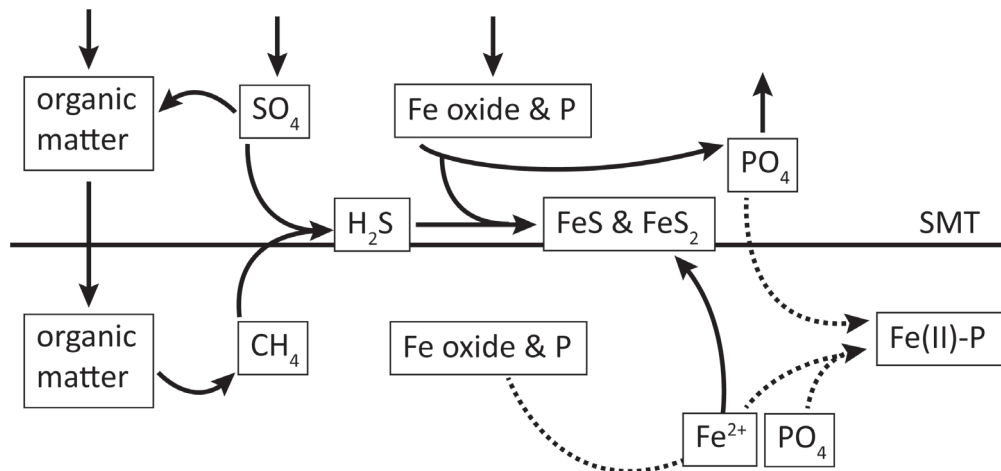 organic
matter
SO₄
Fe oxide & P
PO₄
H₂S
FeS & FeS₂
SMT
organic
matter
CH₄
Fe oxide & P
Fe(II)-P
Fe²⁺
PO₄